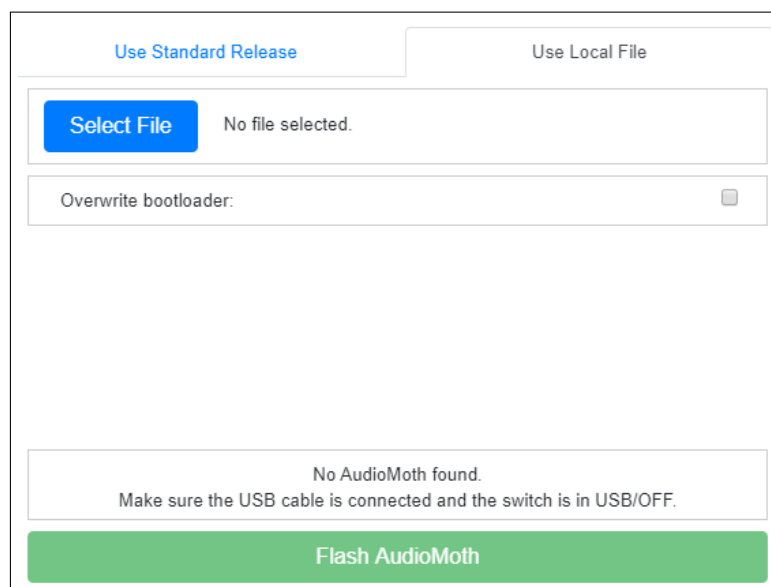 Use Standard Release
Use Local File
Select File
No file selected.
Overwrite bootloader:
No AudioMoth found.
Make sure the USB cable is connected and the switch is in USB/OFF.
Flash AudioMoth